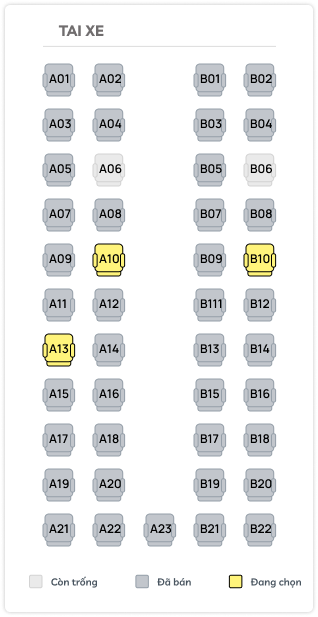 TAI XE
A01 A02 B01 B02
A03 A04 B03 B04
A05 A06 B05 B06
A07 A08 B07 B08
A09 A10 B09 B10
A11 A12 B111 B12
A13 A14 B13 B14
A15 A16 B15 B16
A17 A18 B17 B18
A19 A20 B19 B20
A21 A22 A23 B21 B22
Còn trống Đã bán Đang chọn